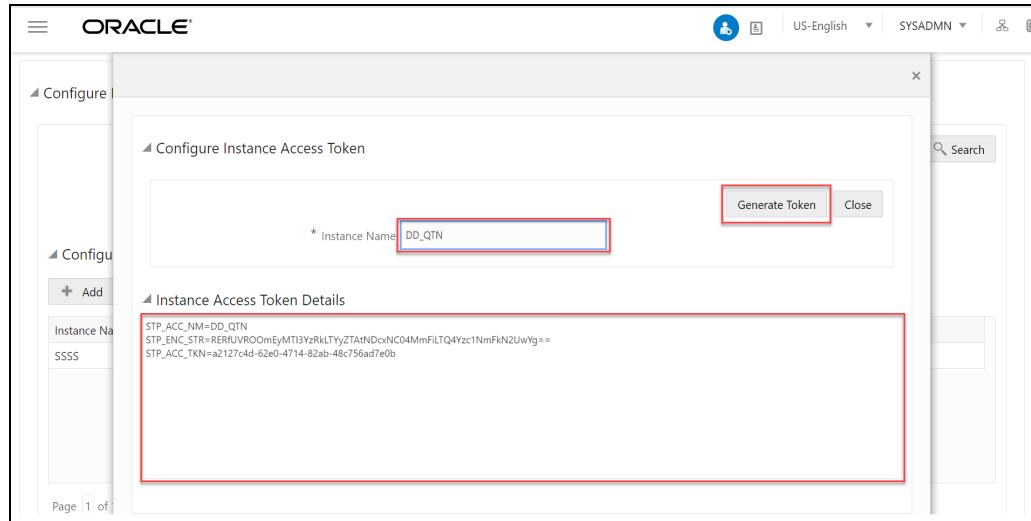 ORACLE
US-English
SYSADMN
Configure
Search
Configure Instance Access Token
Generate Token
Close
* Instance Name
DD_QTN
Configu
Add
Instance Access Token Details
Instance Na
STP_ACC_NM=DD_QTN
STP_ENC_STR=RERfUVROOmEyMTI3YzRkLTYyZTAtNDcxNC04MmFiLTQ4Yzc1NmFkN2UwYg==
STP_ACC_TKN=a2127c4d-62e0-4714-82ab-48c756ad7e0b
SSSS
Page 1 of